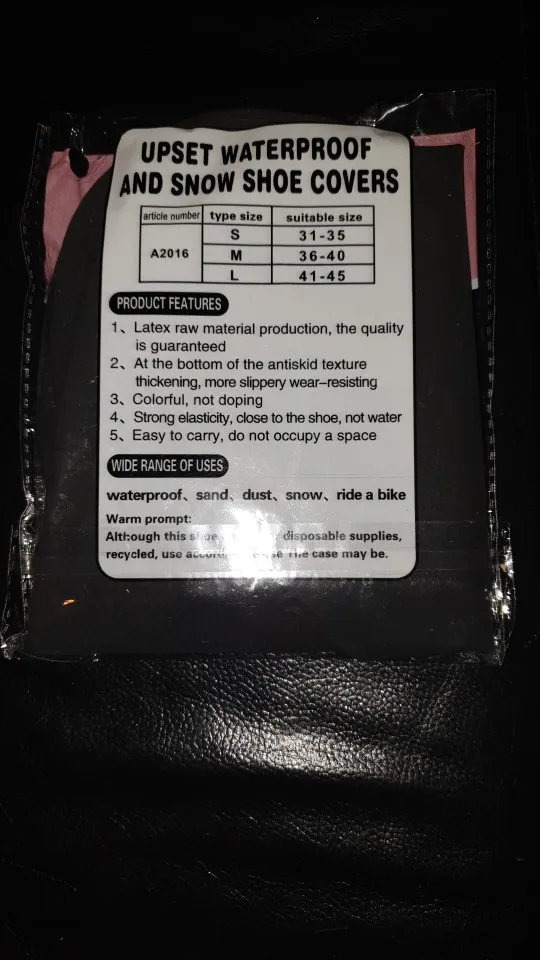 UPSET WATERPROOF
AND SNOW SHOE COVERS
article number type size suitable size
A2016
S 31-35
M 36-40
L 41-45
PRODUCT FEATURES
1、Latex raw material production, the quality
is guaranteed
2、At the bottom of the antiskid texture
thickening, more slippery wear-resisting
3、Colorful, not doping
4、Strong elasticity, close to the shoe, not water
5、Easy to carry, do not occupy a space
WIDE RANGE OF USES
waterproof、sand、dust、snow、ride a bike
Warm prompt:
Although this disposable supplies,
recycled, use case may be.